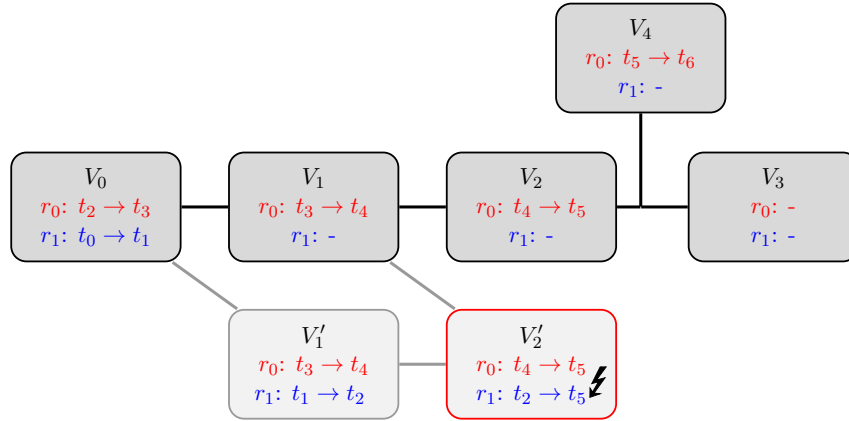 V₄
r₀: t₅ → t₆
r₁: -
V₀
r₀: t₂ → t₃
r₁: t₀ → t₁
V₁
r₀: t₃ → t₄
r₁: -
V₂
r₀: t₄ → t₅
r₁: -
V₃
r₀: -
r₁: -
V₁′
r₀: t₃ → t₄
r₁: t₁ → t₂
V₂′
r₀: t₄ → t₅
r₁: t₂ → t₅